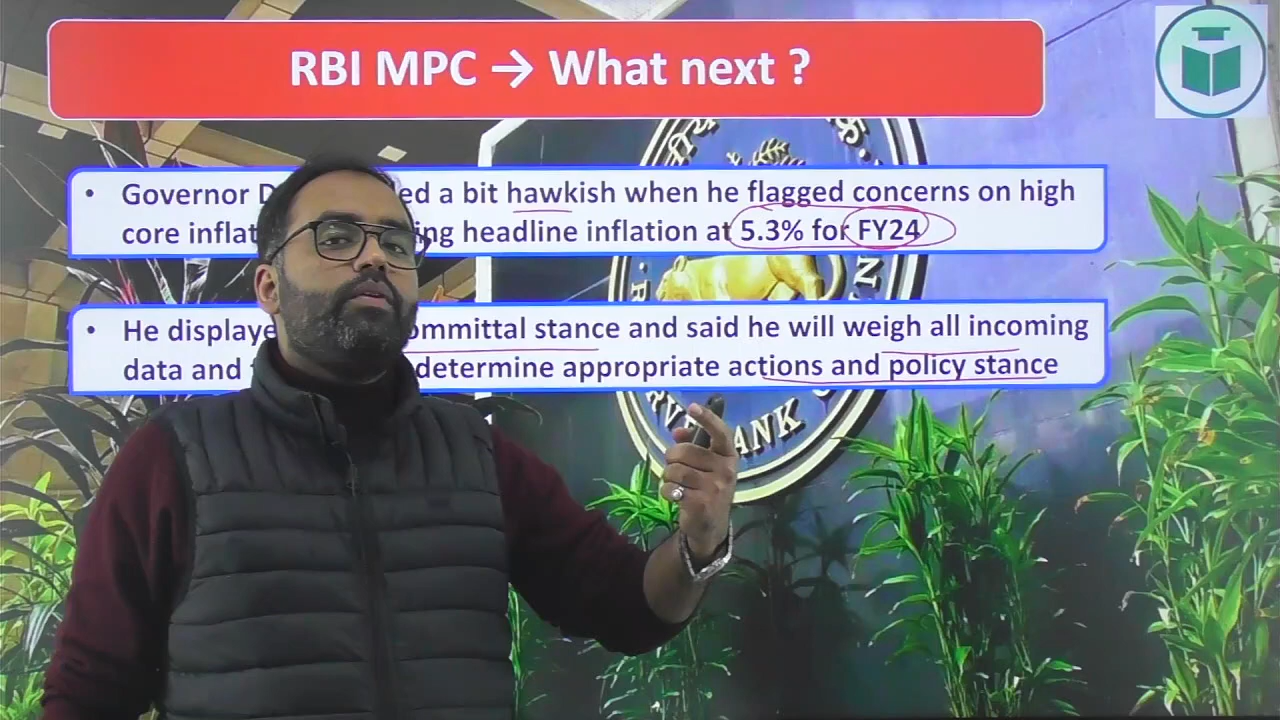 RBI MPC → What next ?
• Governor D ed a bit hawkish when he flagged concerns on high
core inflat ing headline inflation at 5.3% for FY24
• He displaye ommittal stance and said he will weigh all incoming
data and determine appropriate actions and policy stance
BANK